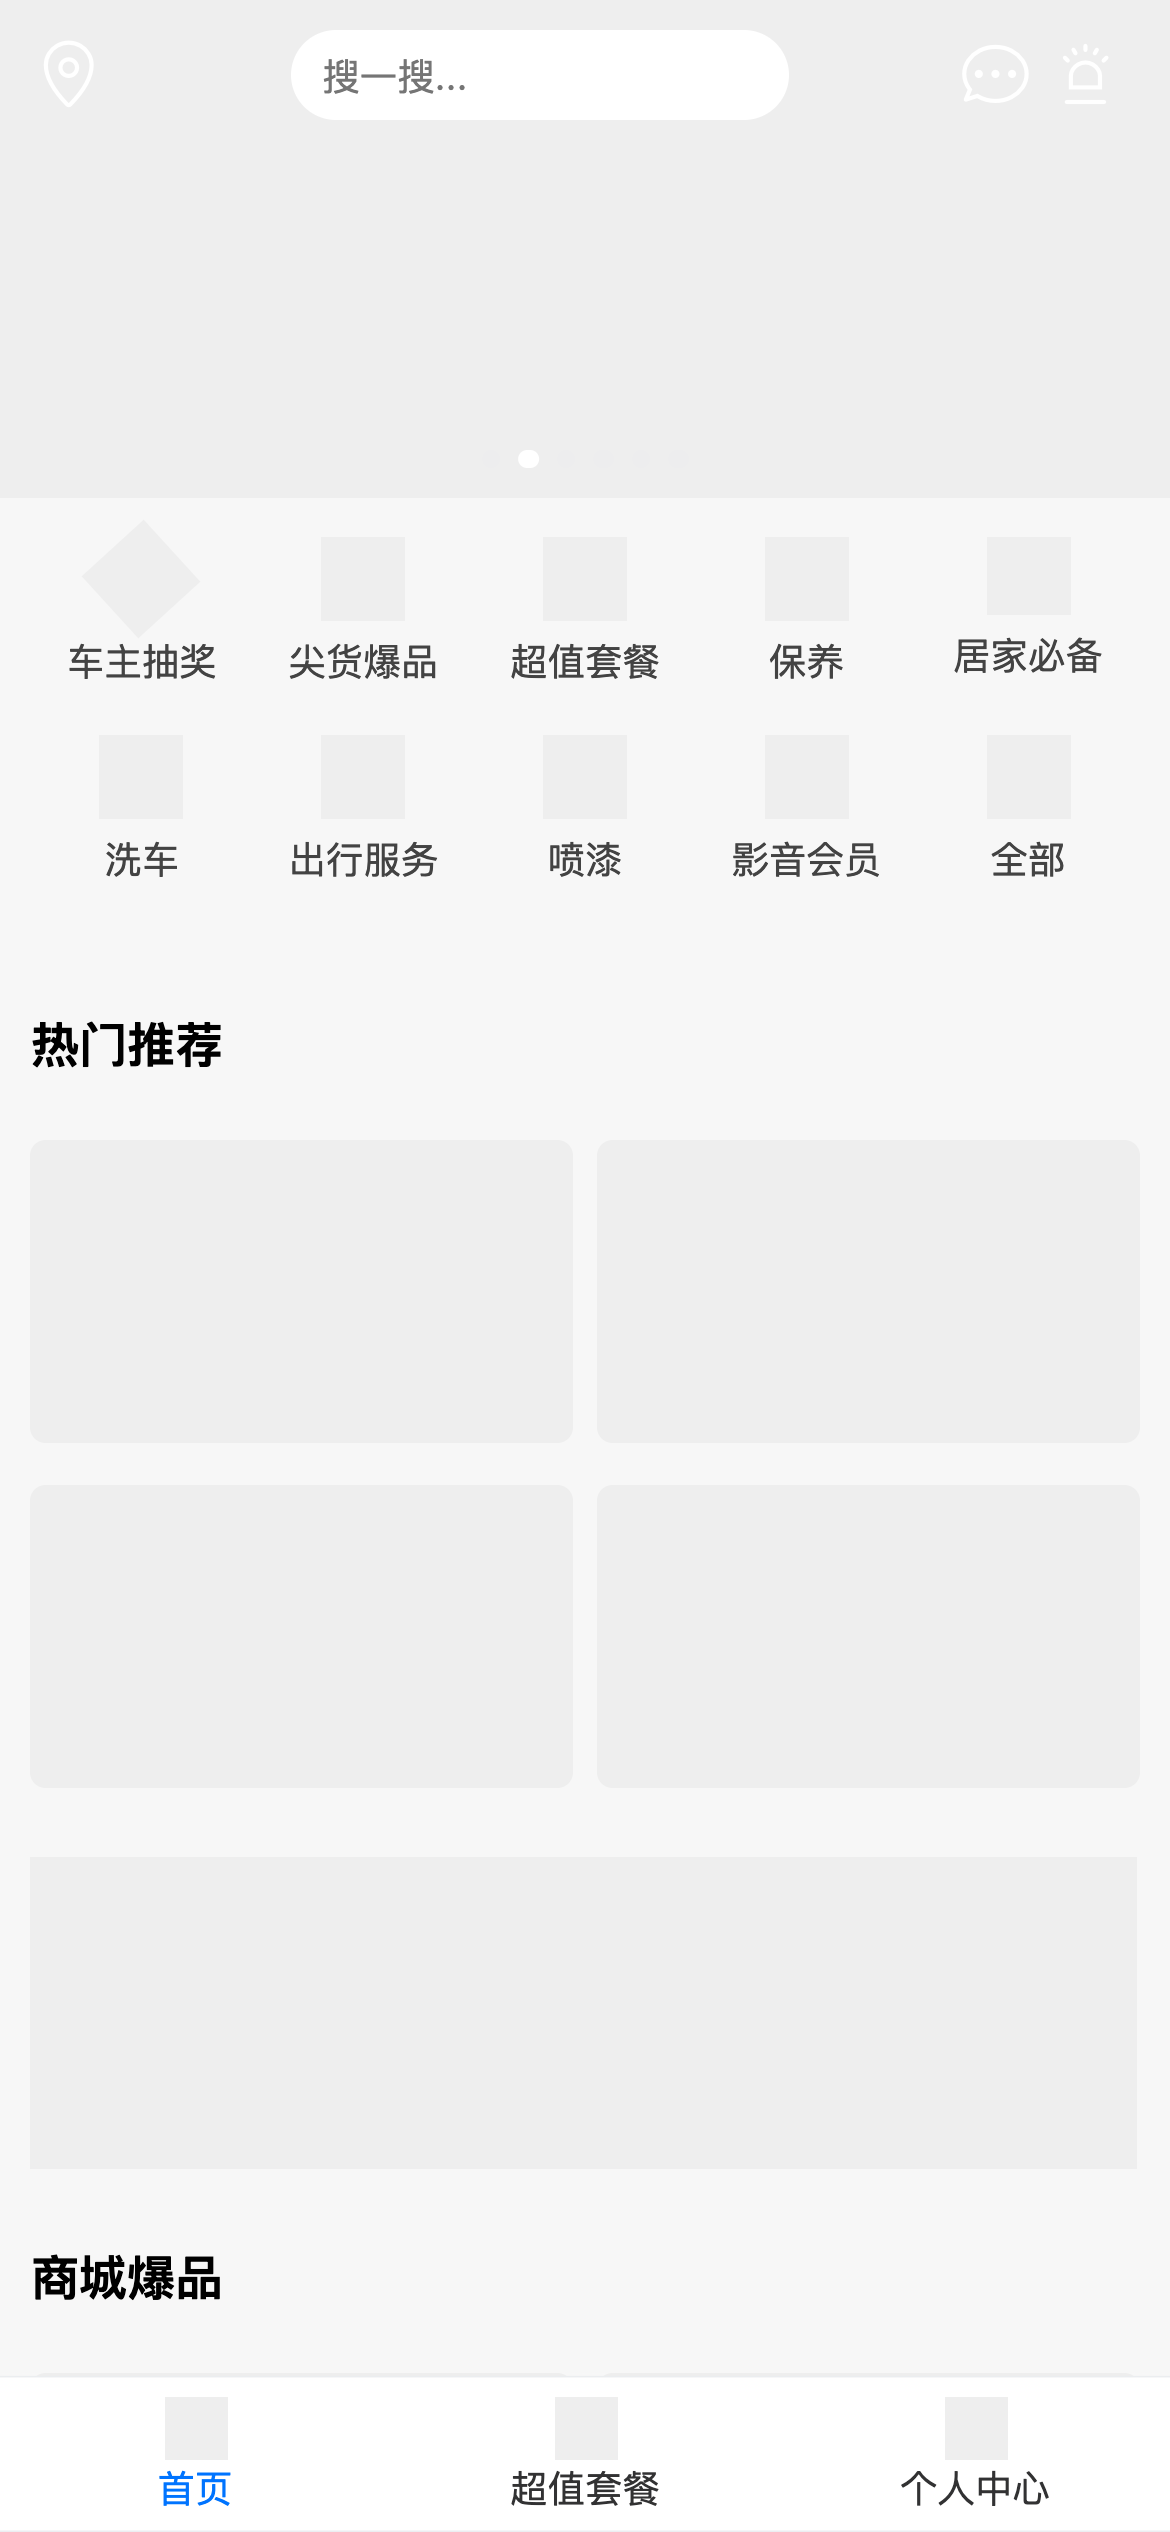 搜一搜...
车主抽奖 尖货爆品 超值套餐 保养 居家必备
洗车 出行服务 喷漆 影音会员 全部
热门推荐
商城爆品
首页 超值套餐 个人中心